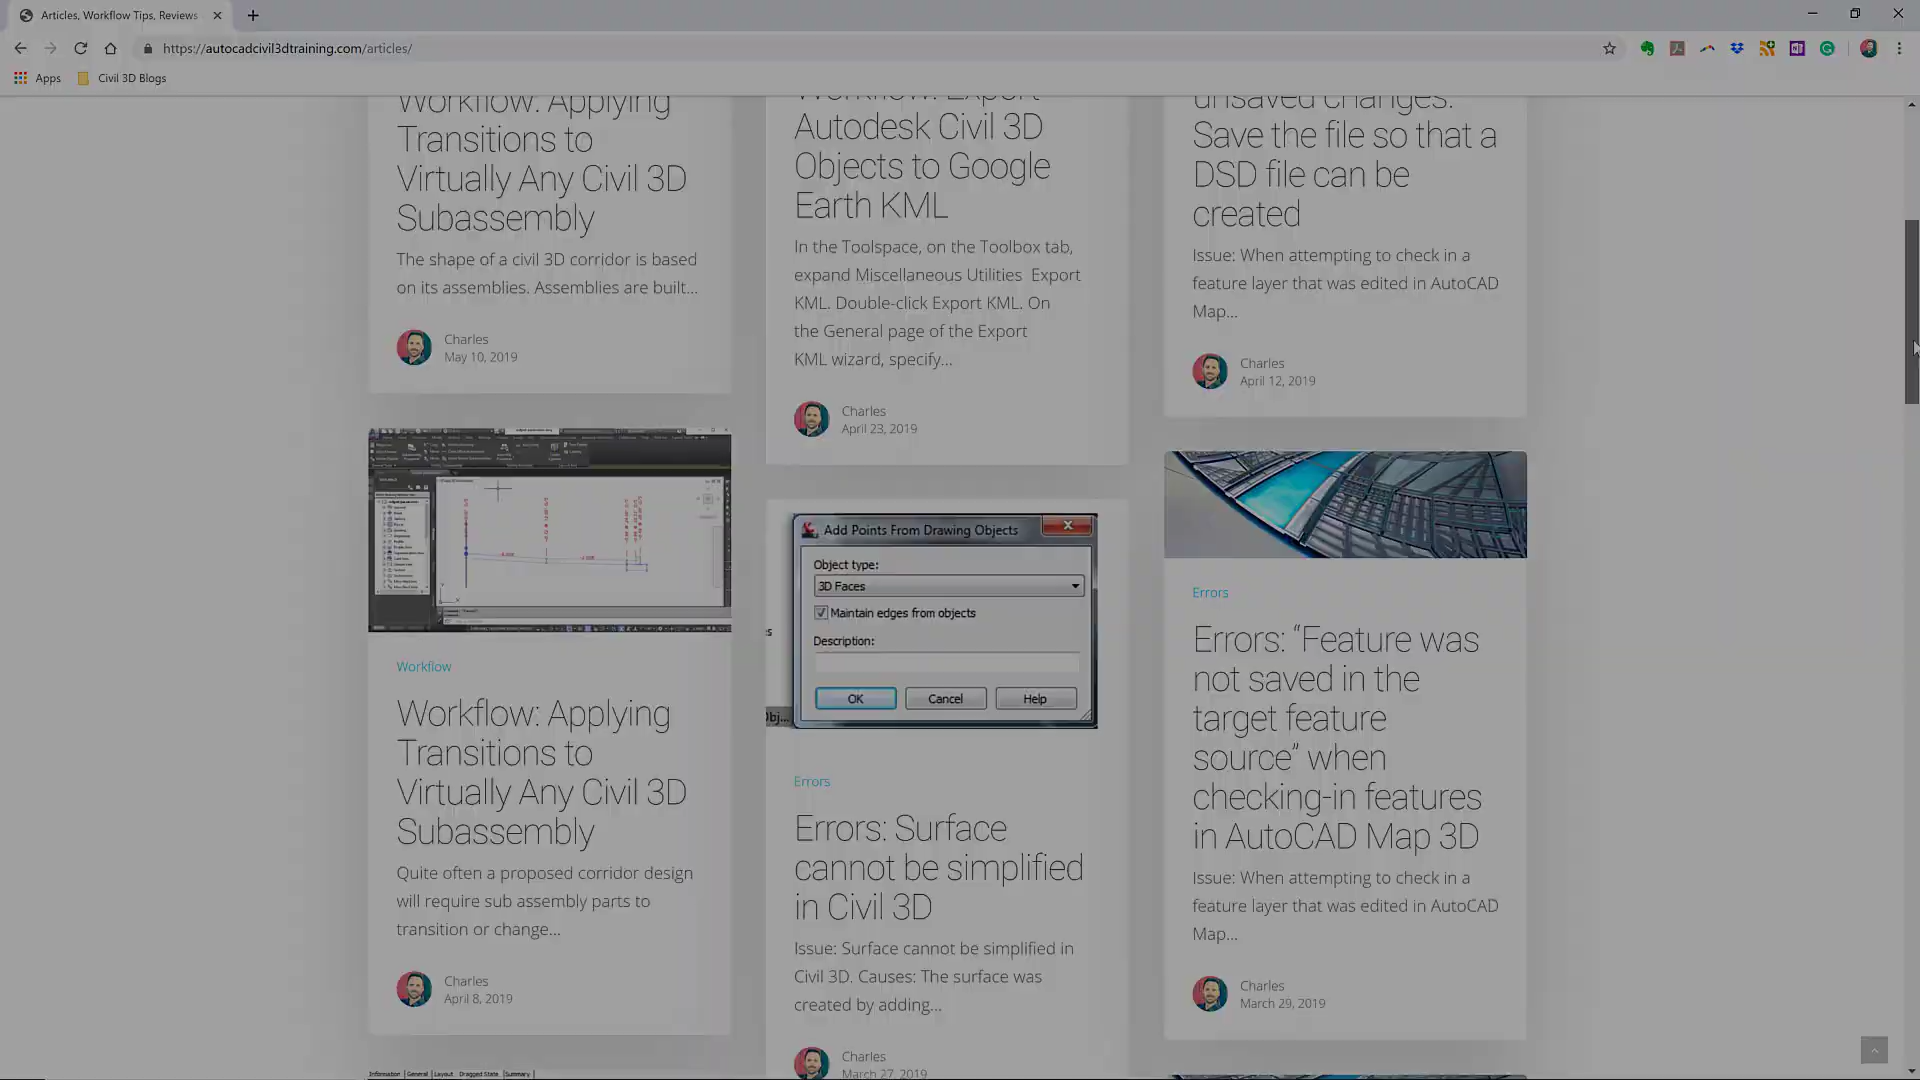 Articles, Workflow Tips, Reviews
https://autocadcivil3dtraining.com/articles/
Apps
Civil 3D Blogs
Workflow: Applying
Transitions to
Virtually Any Civil 3D
Subassembly
The shape of a civil 3D corridor is based
on its assemblies. Assemblies are built...
Charles
May 10, 2019
Workflow
Workflow: Applying
Transitions to
Virtually Any Civil 3D
Subassembly
Quite often a proposed corridor design
will require sub assembly parts to
transition or change...
Charles
April 8, 2019
Information General Layout Dragged State Summary
Workflow: Export
Autodesk Civil 3D
Objects to Google
Earth KML
In the Toolspace, on the Toolbox tab,
expand Miscellaneous Utilities Export
KML. Double-click Export KML. On
the General page of the Export
KML wizard, specify...
Charles
April 23, 2019
Add Points From Drawing Objects
Object type:
3D Faces
Maintain edges from objects
Description:
OK
Cancel
Help
Errors
Errors: Surface
cannot be simplified
in Civil 3D
Issue: Surface cannot be simplified in
Civil 3D. Causes: The surface was
created by adding...
Charles
March 27, 2019
unsaved changes.
Save the file so that a
DSD file can be
created
Issue: When attempting to check in a
feature layer that was edited in AutoCAD
Map...
Charles
April 12, 2019
Errors
Errors: “Feature was
not saved in the
target feature
source” when
checking-in features
in AutoCAD Map 3D
Issue: When attempting to check in a
feature layer that was edited in AutoCAD
Map...
Charles
March 29, 2019